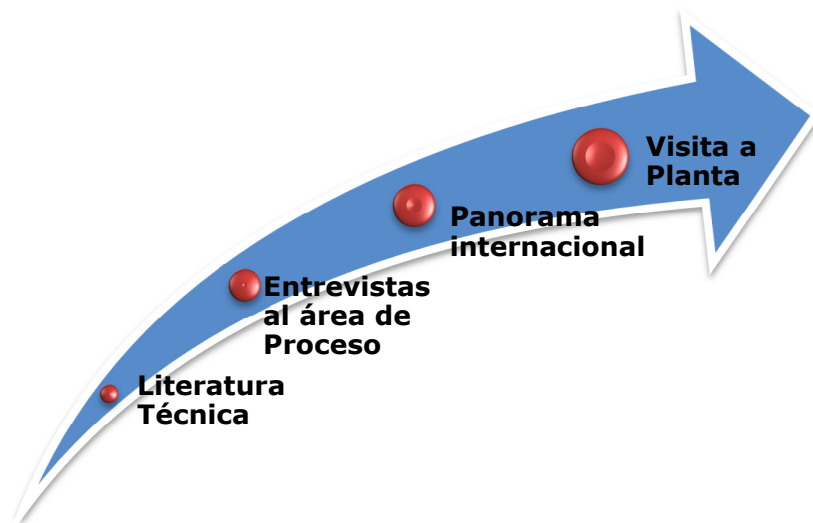 Visita a
Planta
Panorama
internacional
Entrevistas
al área de
Proceso
Literatura
Técnica